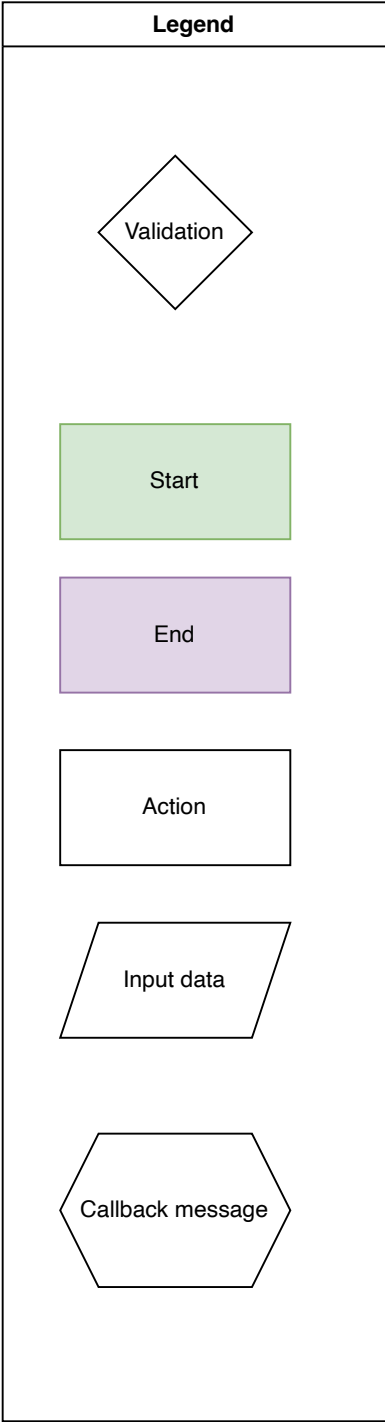 Legend
Validation
Start
End
Action
Input data
Callback message